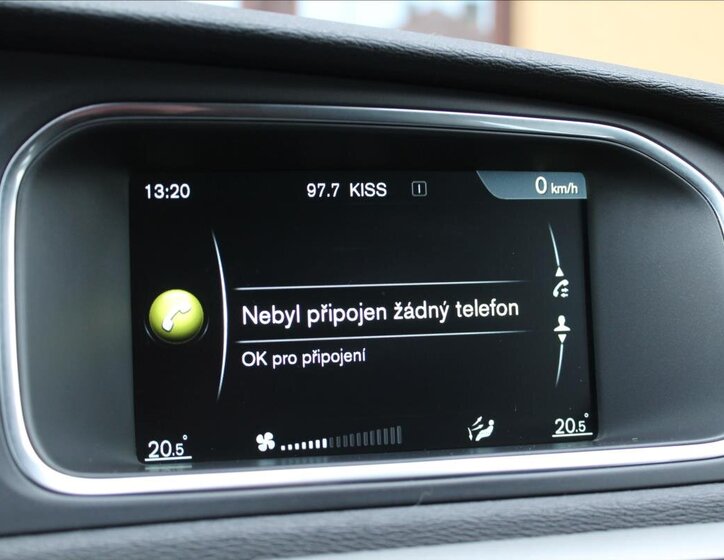 13:20 97.7 KISS I 0 km/h
Nebyl připojen žádný telefon
OK pro připojení
20.5° 20.5°